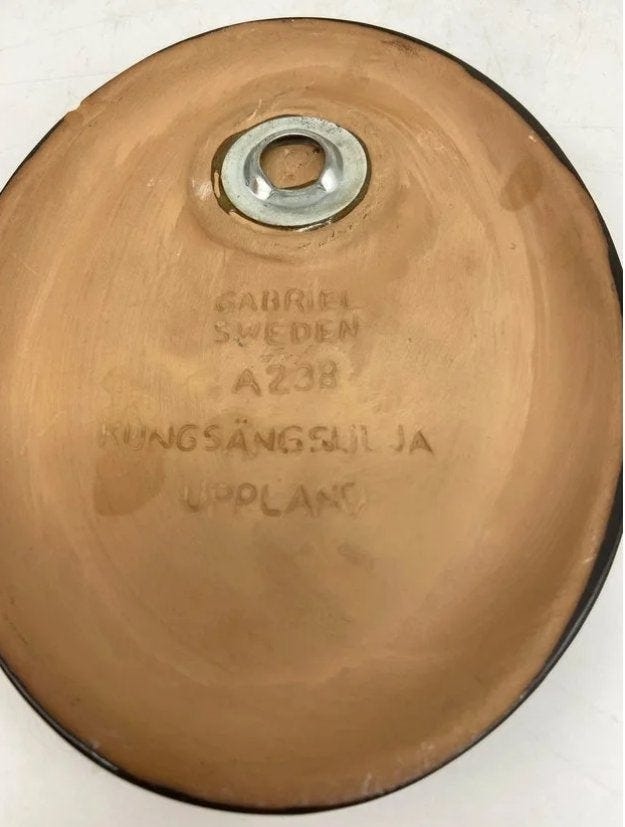 GABRIEL
SWEDEN
A238
KUNGSÄNGSLILJA
UPPLAND